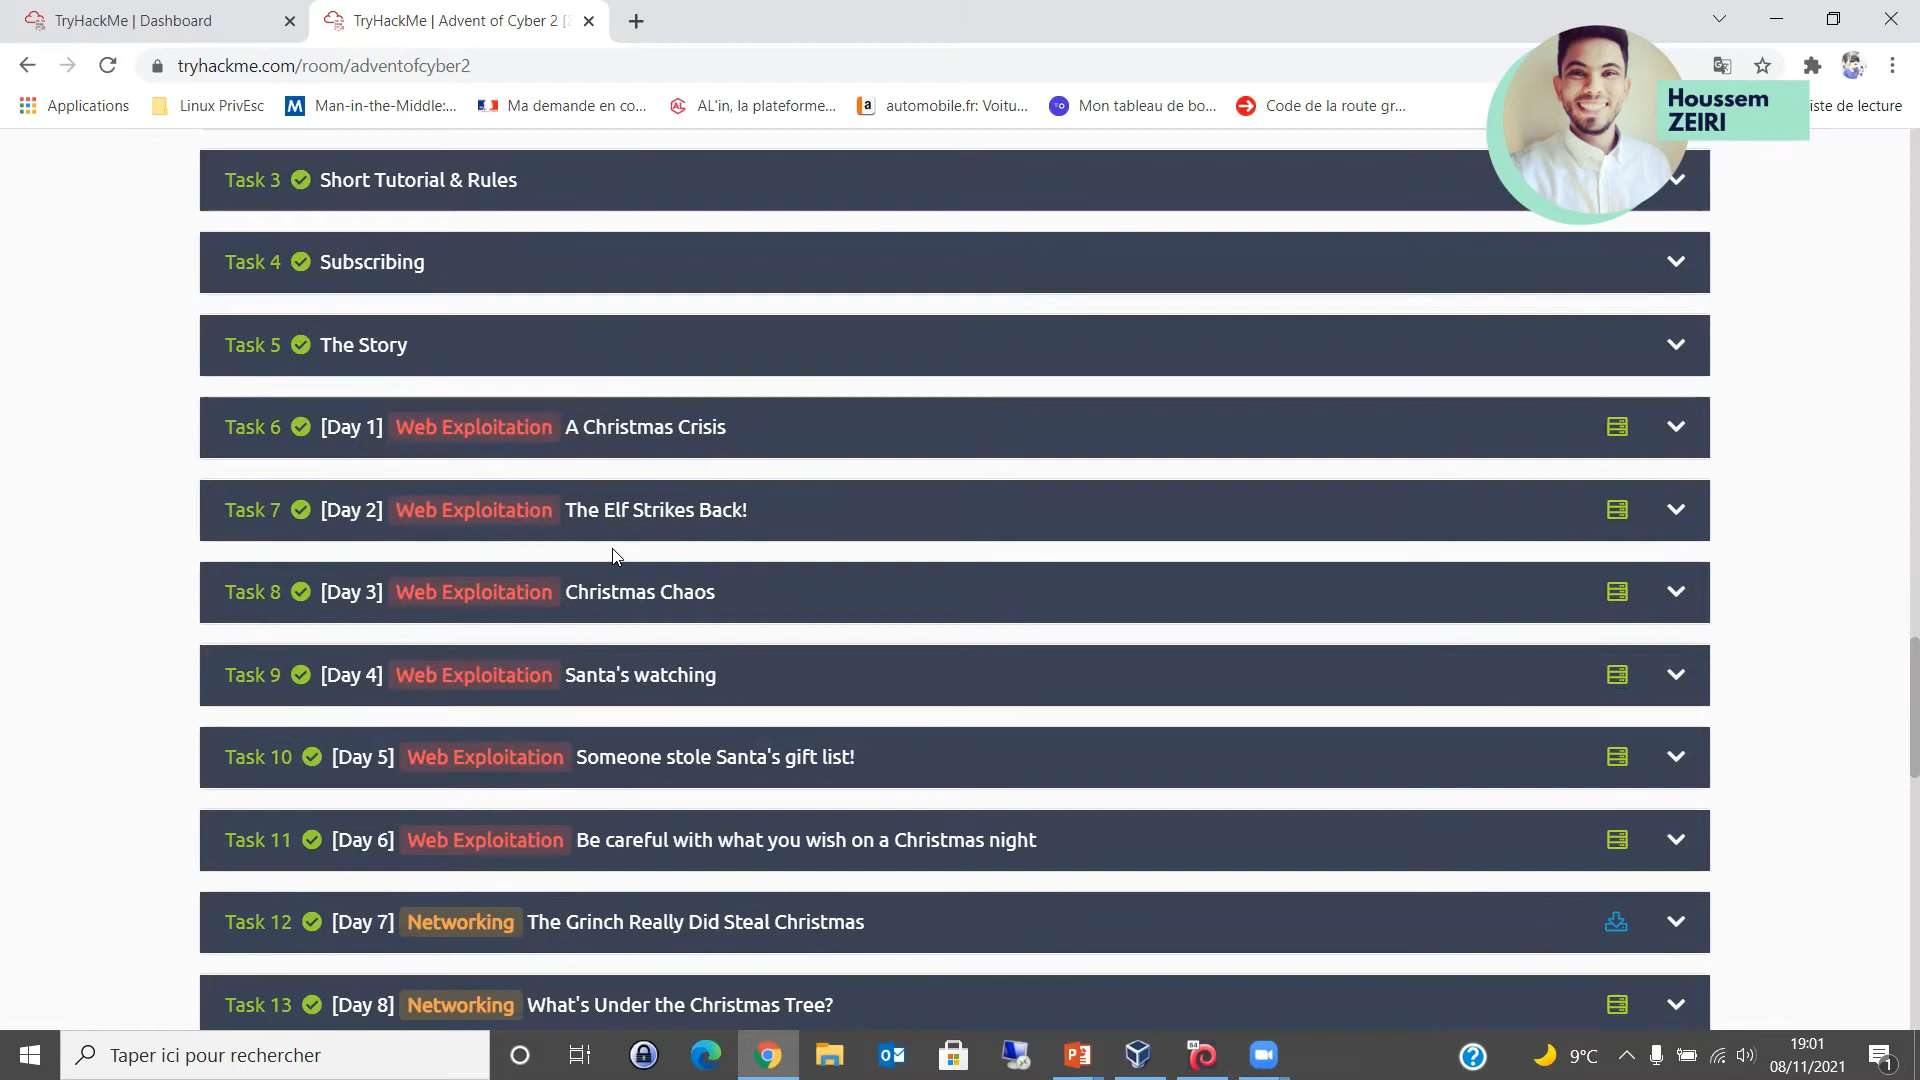 TryHackMe | Dashboard
TryHackMe | Advent of Cyber 2 [
tryhackme.com/room/adventofcyber2
Applications
Linux PrivEsc
Man-in-the-Middle:...
Ma demande en co...
AL'in, la plateforme...
automobile.fr: Voitu...
Mon tableau de bo...
Code de la route gr...
iste de lecture
Houssem
ZEIRI
Task 3 Short Tutorial & Rules
Task 4 Subscribing
Task 5 The Story
Task 6 [Day 1] Web Exploitation A Christmas Crisis
Task 7 [Day 2] Web Exploitation The Elf Strikes Back!
Task 8 [Day 3] Web Exploitation Christmas Chaos
Task 9 [Day 4] Web Exploitation Santa's watching
Task 10 [Day 5] Web Exploitation Someone stole Santa's gift list!
Task 11 [Day 6] Web Exploitation Be careful with what you wish on a Christmas night
Task 12 [Day 7] Networking The Grinch Really Did Steal Christmas
Task 13 [Day 8] Networking What's Under the Christmas Tree?
Taper ici pour rechercher
9°C
19:01
08/11/2021
1